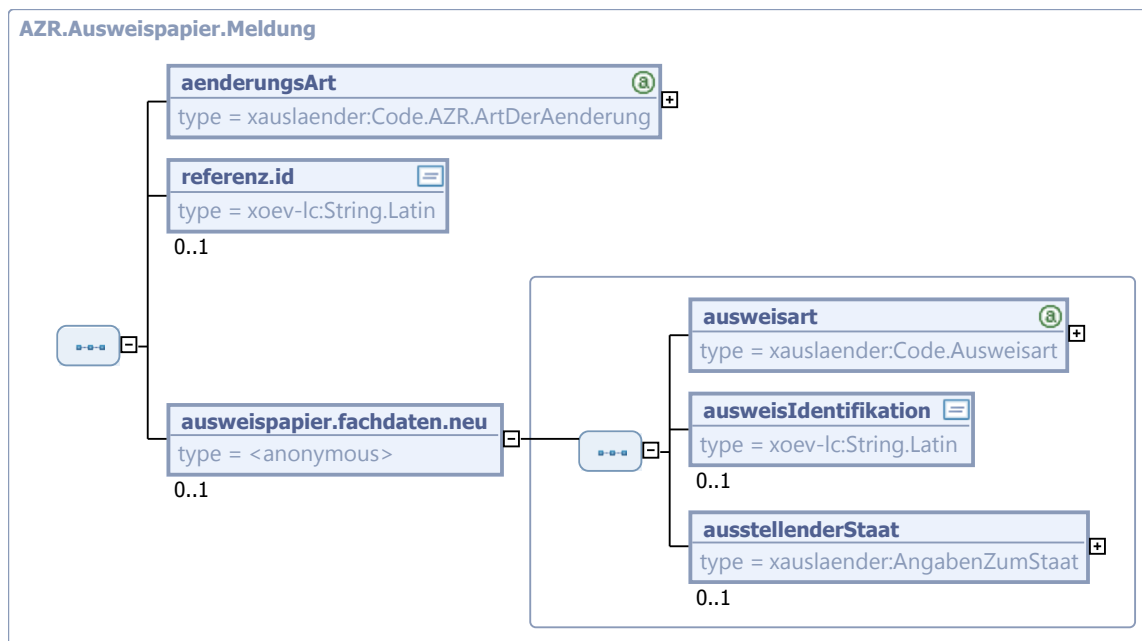 AZR.Ausweispapier.Meldung
aenderungsArt
type = xauslaender:Code.AZR.ArtDerAenderung
referenz.id
type = xoev-lc:String.Latin
0..1
ausweispapier.fachdaten.neu
type = <anonymous>
0..1
ausweisart
type = xauslaender:Code.Ausweisart
ausweisIdentifikation
type = xoev-lc:String.Latin
0..1
ausstellenderStaat
type = xauslaender:AngabenZumStaat
0..1